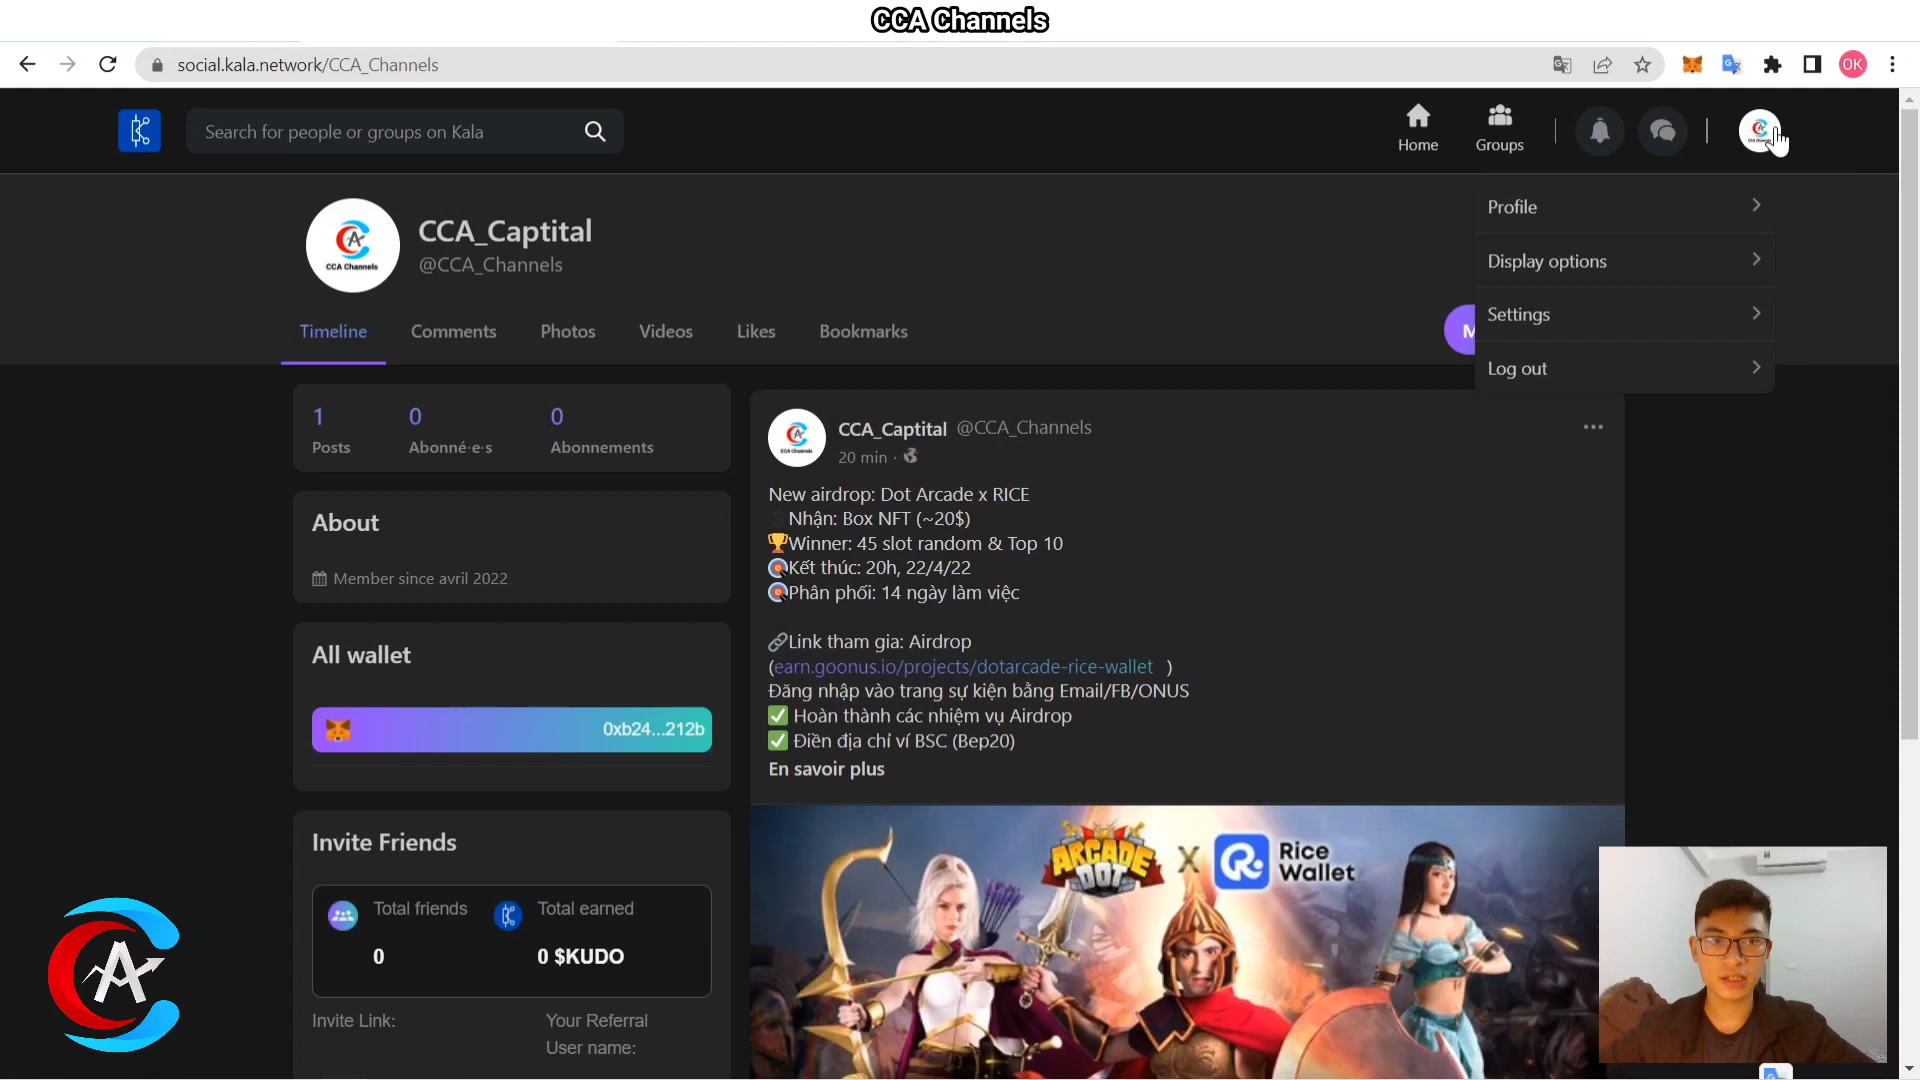 CCA Channels
social.kala.network/CCA_Channels
OK
Search for people or groups on Kala
Home
Groups
Profile
Display options
Settings
Log out
CCA Channels
CCA_Captital
@CCA_Channels
Timeline
Comments
Photos
Videos
Likes
Bookmarks
M
1
Posts
0
Abonné·e·s
0
Abonnements
About
Member since avril 2022
All wallet
0xb24...212b
Invite Friends
Total friends
0
Total earned
0 $KUDO
Invite Link:
Your Referral
User name:
CCA_Captital @CCA_Channels
20 min ·
New airdrop: Dot Arcade x RICE
$Nhận: Box NFT (~20$)
🏆Winner: 45 slot random & Top 10
🎯Kết thúc: 20h, 22/4/22
🎯Phân phối: 14 ngày làm việc
🔗Link tham gia: Airdrop
(earn.goonus.io/projects/dotarcade-rice-wallet )
Đăng nhập vào trang sự kiện bằng Email/FB/ONUS
✅ Hoàn thành các nhiệm vụ Airdrop
✅ Điền địa chỉ ví BSC (Bep20)
En savoir plus
ARCADE
DOT
X
Rice
Wallet